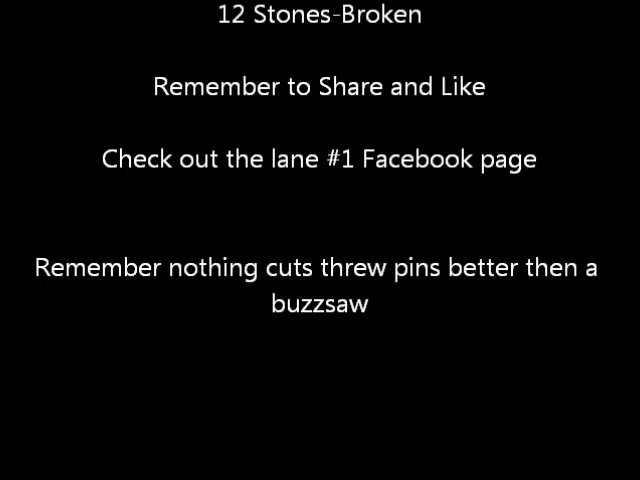 12 Stones-Broken
Remember to Share and Like
Check out the lane #1 Facebook page
Remember nothing cuts threw pins better then a
buzzsaw